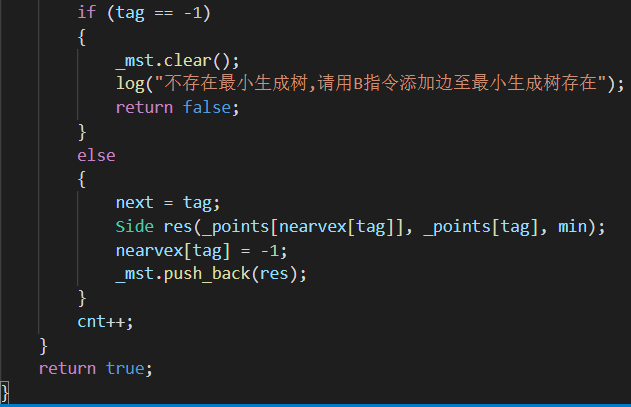 if (tag == -1)
{
_mst.clear();
log("不存在最小生成树,请用B指令添加边至最小生成树存在");
return false;
}
else
{
next = tag;
Side res(_points[nearvex[tag]], _points[tag], min);
nearvex[tag] = -1;
_mst.push_back(res);
}
cnt++;
}
return true;
}